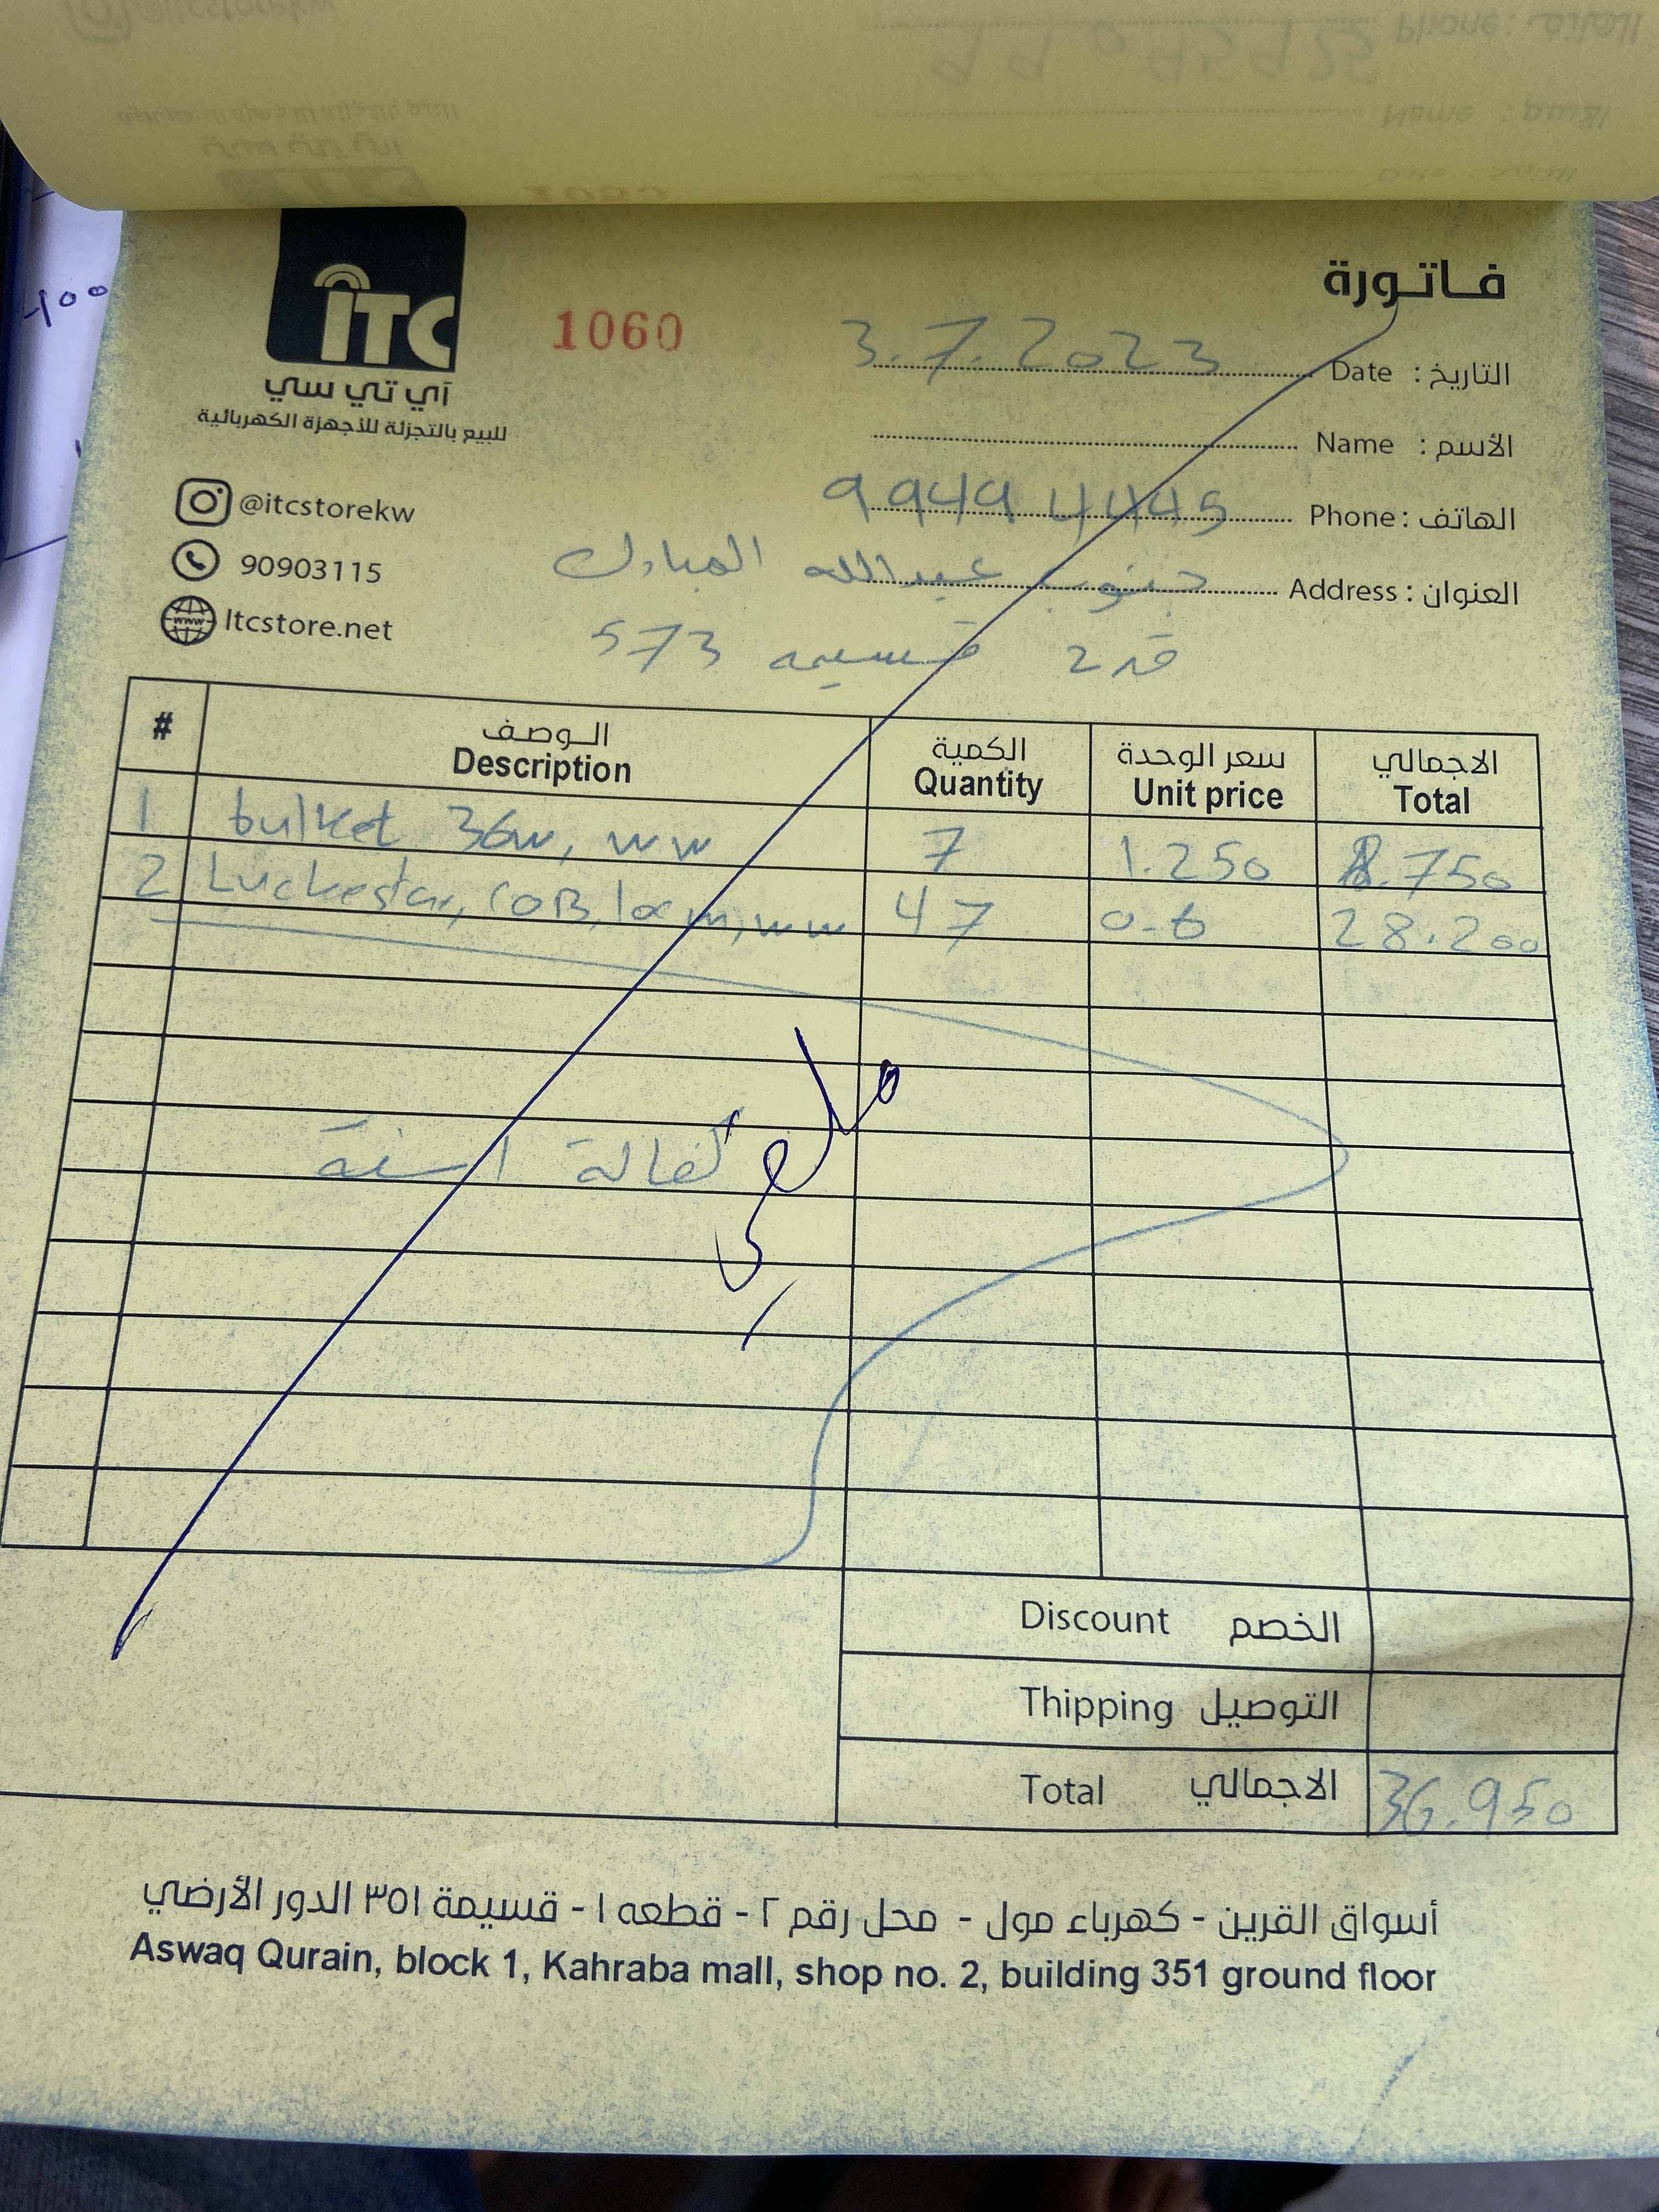 ITC
آي تي سي
للبيع بالتجزئة للأجهزة الكهربائية
@itcstorekw
90903115
Itcstore.net
1060
فاتورة
التاريخ : Date 3.7.2023
الأسم : Name
الهاتف : Phone 99494445
العنوان : Address جنوب عبدالله المبارك
ق2 قسيمه 573
# الوصف Description الكمية Quantity سعر الوحدة Unit price الاجمالي Total
1 bulket 36w, ww 7 1.250 8.750
2 Luckestar, COB, 10cm, ww 47 0.6 28.200
كفالة 1 سنة
ملغي
Discount الخصم
Thipping التوصيل
Total الاجمالي 36.950
أسواق القرين - كهرباء مول - محل رقم ٢ - قطعه ١ - قسيمة ٣٥١ الدور الأرضي
Aswaq Qurain, block 1, Kahraba mall, shop no. 2, building 351 ground floor